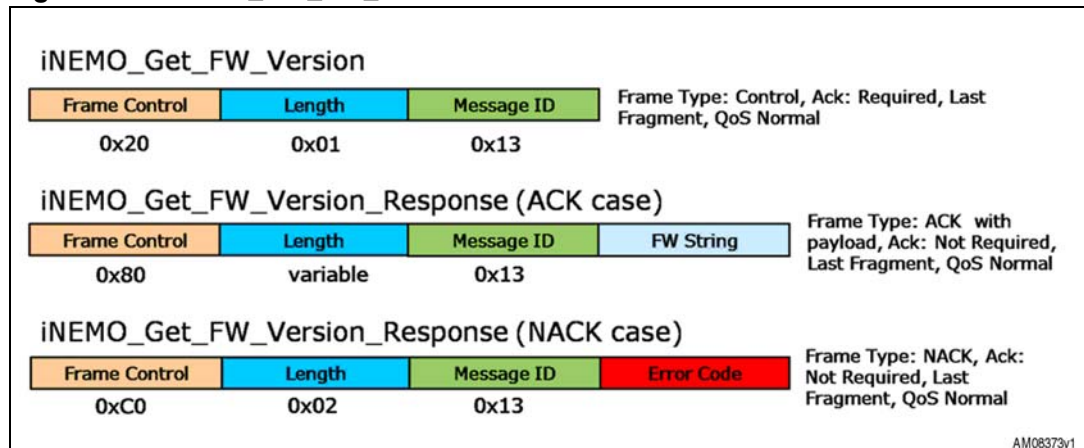 iNEMO_Get_FW_Version
Frame Control Length Message ID
Frame Type: Control, Ack: Required, Last
Fragment, QoS Normal
0x20 0x01 0x13
iNEMO_Get_FW_Version_Response (ACK case)
Frame Control Length Message ID FW String
Frame Type: ACK with
payload, Ack: Not Required,
Last Fragment, QoS Normal
0x80 variable 0x13
iNEMO_Get_FW_Version_Response (NACK case)
Frame Control Length Message ID Error Code
Frame Type: NACK, Ack:
Not Required, Last
Fragment, QoS Normal
0xC0 0x02 0x13
AM08373v1